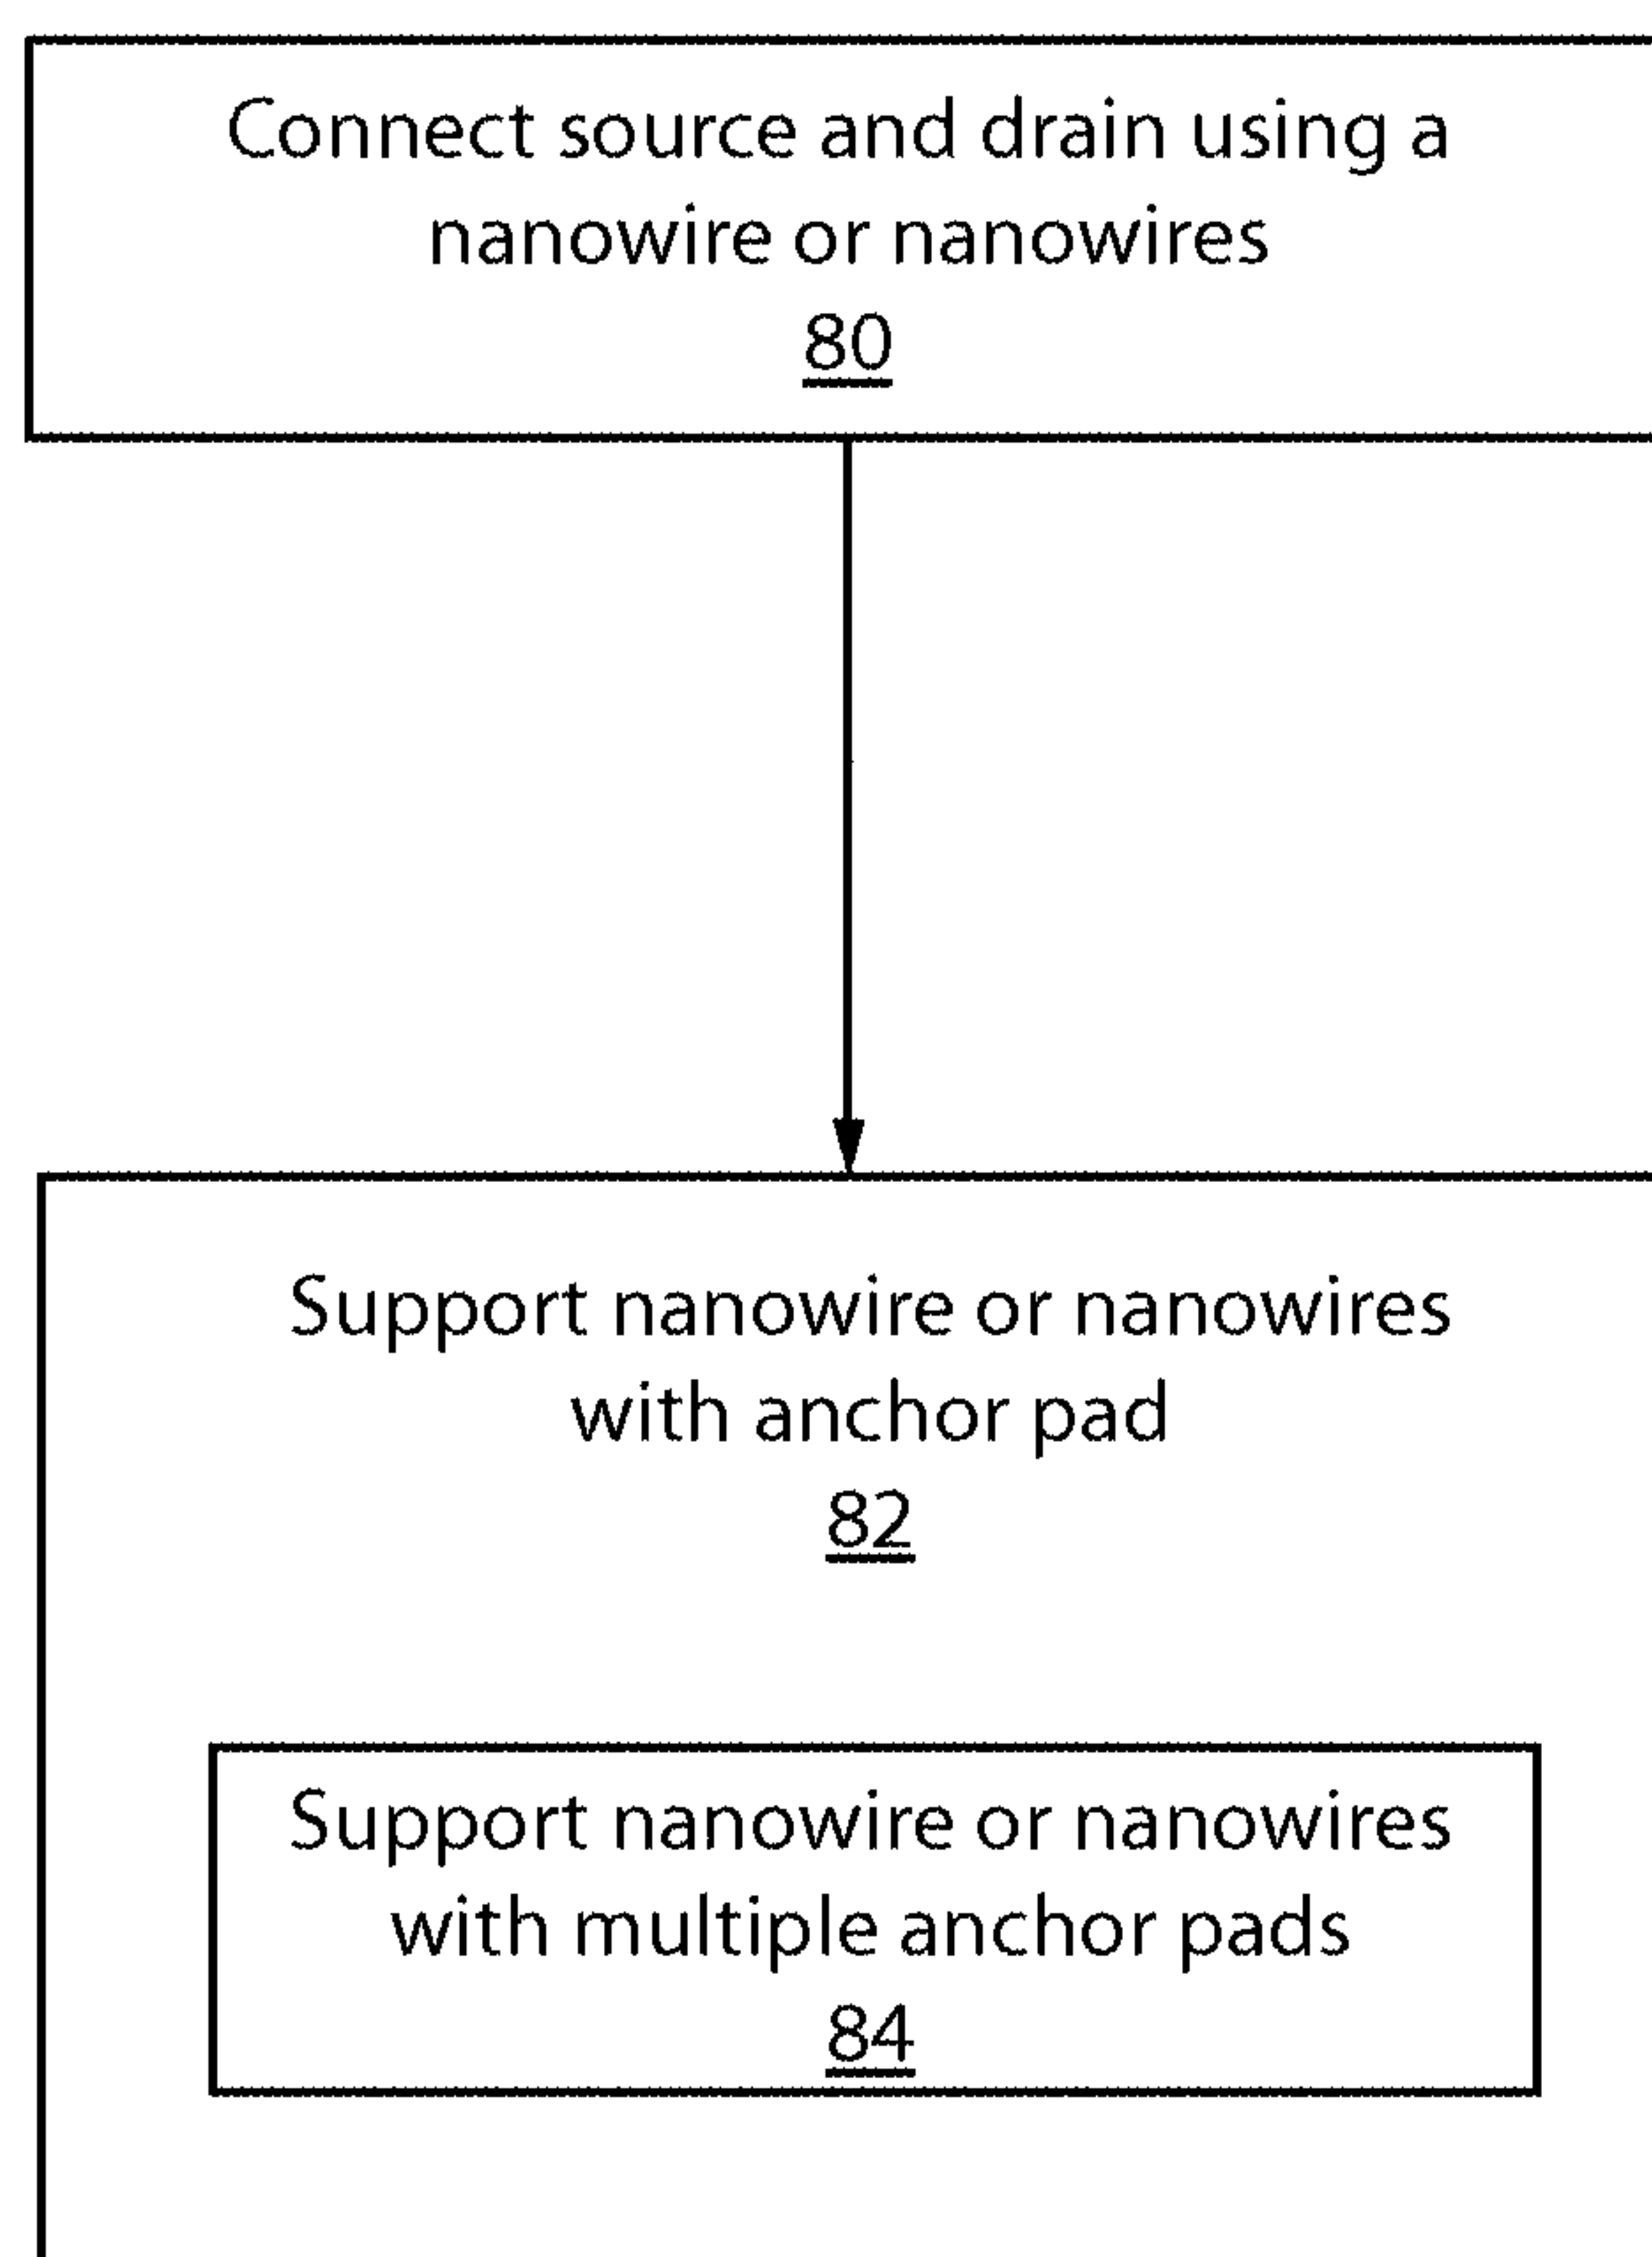 Connect source and drain using a
nanowire or nanowires
80
Support nanowire or nanowires
with anchor pad
82
Support nanowire or nanowires
with multiple anchor pads
84